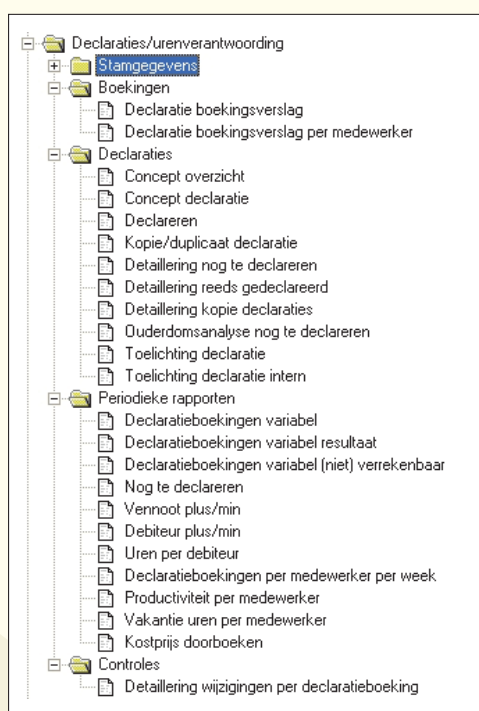 Declaraties/urenverantwoording
Stamgegevens
Boekingen
Declaratie boekingsverslag
Declaratie boekingsverslag per medewerker
Declaraties
Concept overzicht
Concept declaratie
Declareren
Kopie/duplicaat declaratie
Detaillering nog te declareren
Detaillering reeds gedeclareerd
Detaillering kopie declaraties
Ouderdomsanalyse nog te declareren
Toelichting declaratie
Toelichting declaratie intern
Periodieke rapporten
Declaratieboekingen variabel
Declaratieboekingen variabel resultaat
Declaratieboekingen variabel (niet) verrekenbaar
Nog te declareren
Vennoot plus/min
Debiteur plus/min
Uren per debiteur
Declaratieboekingen per medewerker per week
Productiviteit per medewerker
Vakantie uren per medewerker
Kostprijs doorboeken
Controles
Detaillering wijzigingen per declaratieboeking